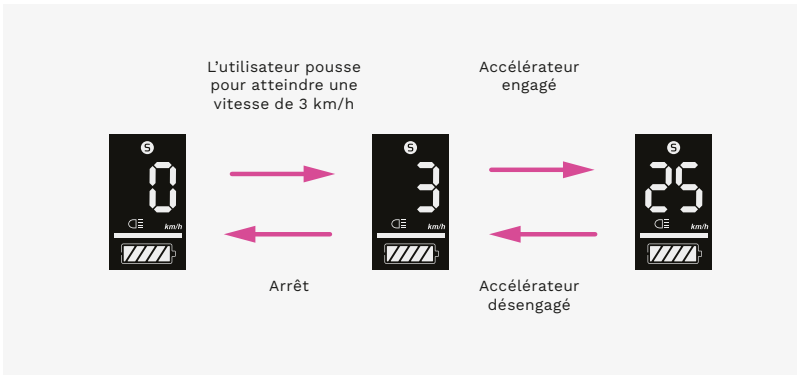 L’utilisateur pousse
pour atteindre une
vitesse de 3 km/h
Accélérateur
engagé
S
0
km/h
S
3
km/h
S
25
km/h
Arrêt
Accélérateur
désengagé